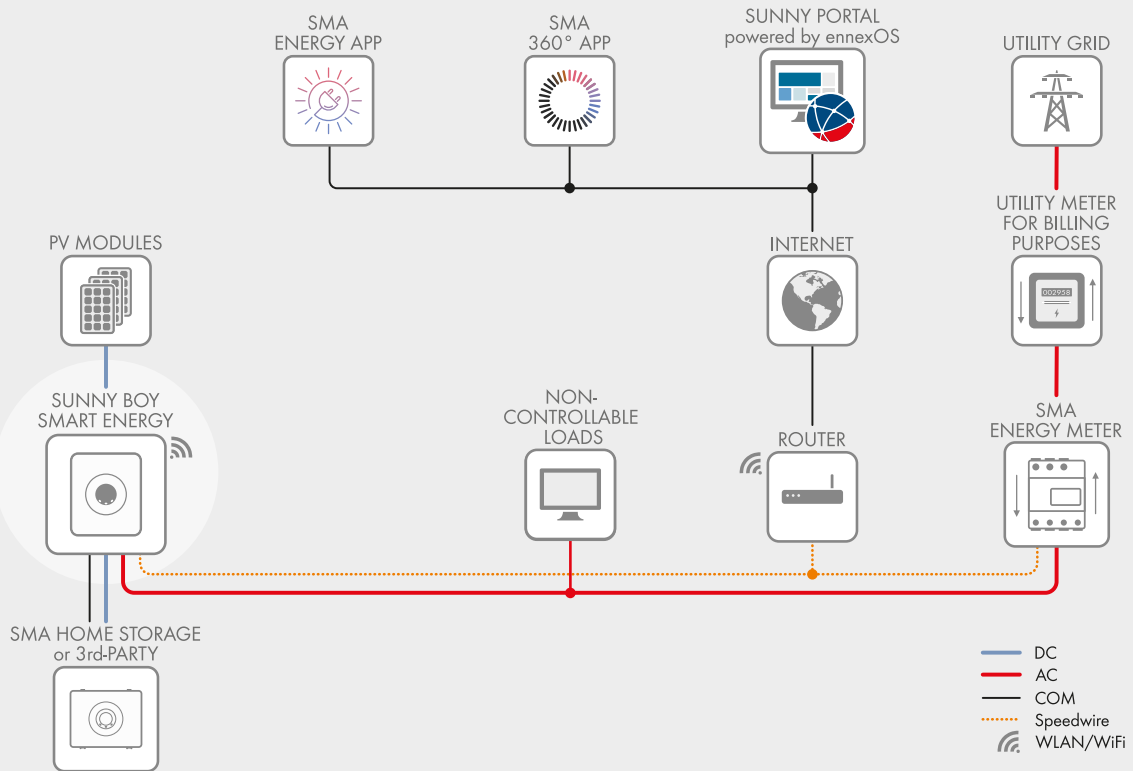 SMA
ENERGY APP
SMA
360° APP
SUNNY PORTAL
powered by ennexOS
UTILITY GRID
UTILITY METER
FOR BILLING
PURPOSES
002958
PV MODULES
INTERNET
SUNNY BOY
SMART ENERGY
NON-
CONTROLLABLE
LOADS
ROUTER
SMA
ENERGY METER
SMA HOME STORAGE
or 3rd-PARTY
DC
AC
COM
Speedwire
WLAN/WiFi